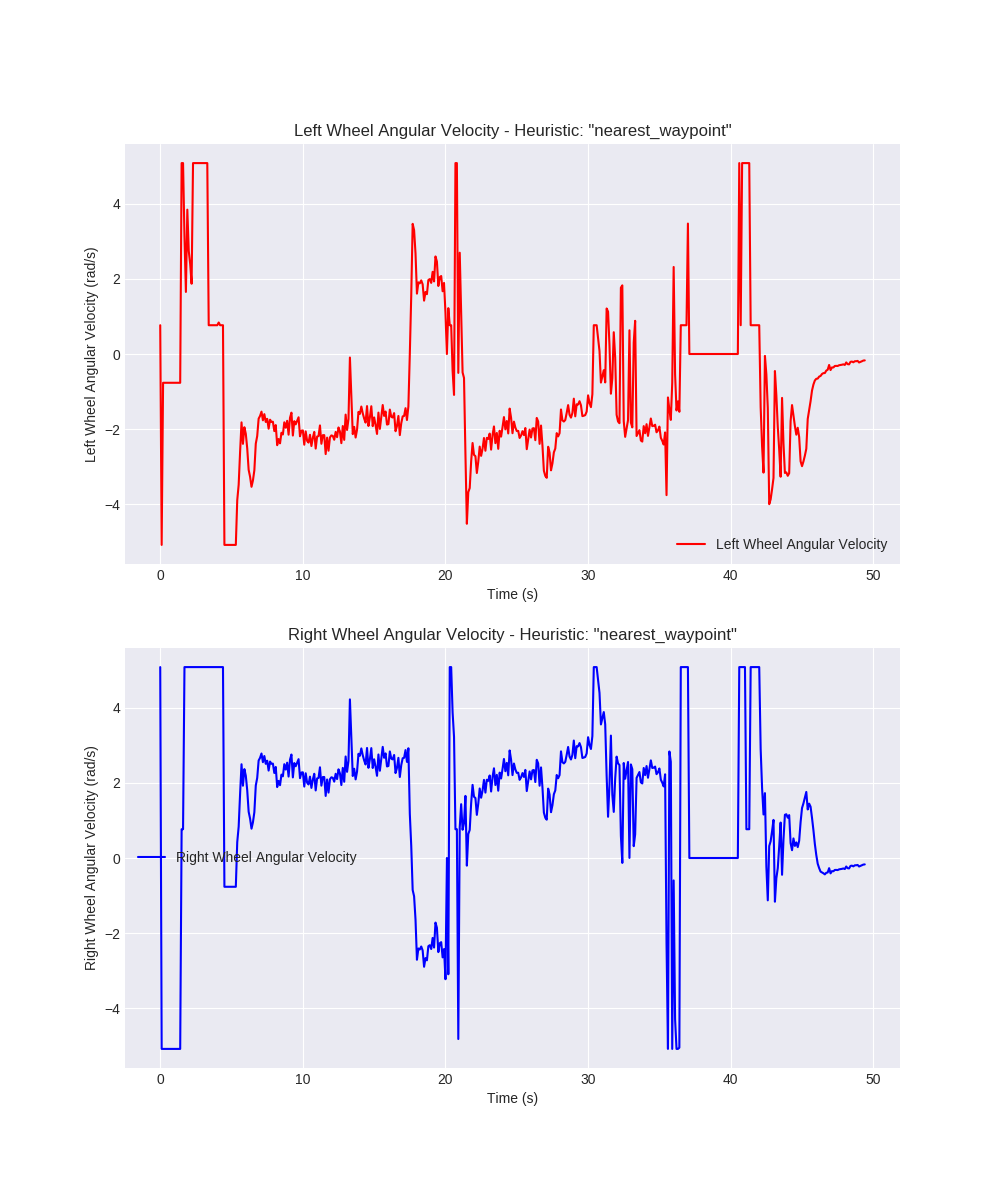 Left Wheel Angular Velocity - Heuristic: "nearest_waypoint"
Left Wheel Angular Velocity (rad/s)
4
2
0
−2
−4
Left Wheel Angular Velocity
0 10 20 30 40 50
Time (s)
Right Wheel Angular Velocity - Heuristic: "nearest_waypoint"
Right Wheel Angular Velocity (rad/s)
4
2
0
−2
−4
Right Wheel Angular Velocity
0 10 20 30 40 50
Time (s)